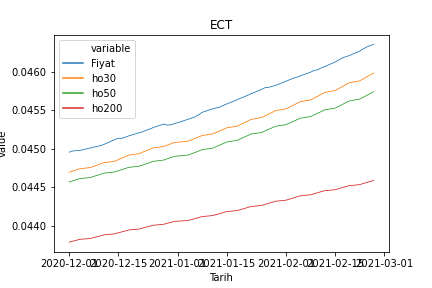 ECT
variable
Fiyat
ho30
ho50
ho200
0.0460
0.0455
0.0450
0.0445
0.0440
value
2020-12-01
2020-12-15
2021-01-01
2021-01-15
2021-02-01
2021-02-15
2021-03-01
Tarih